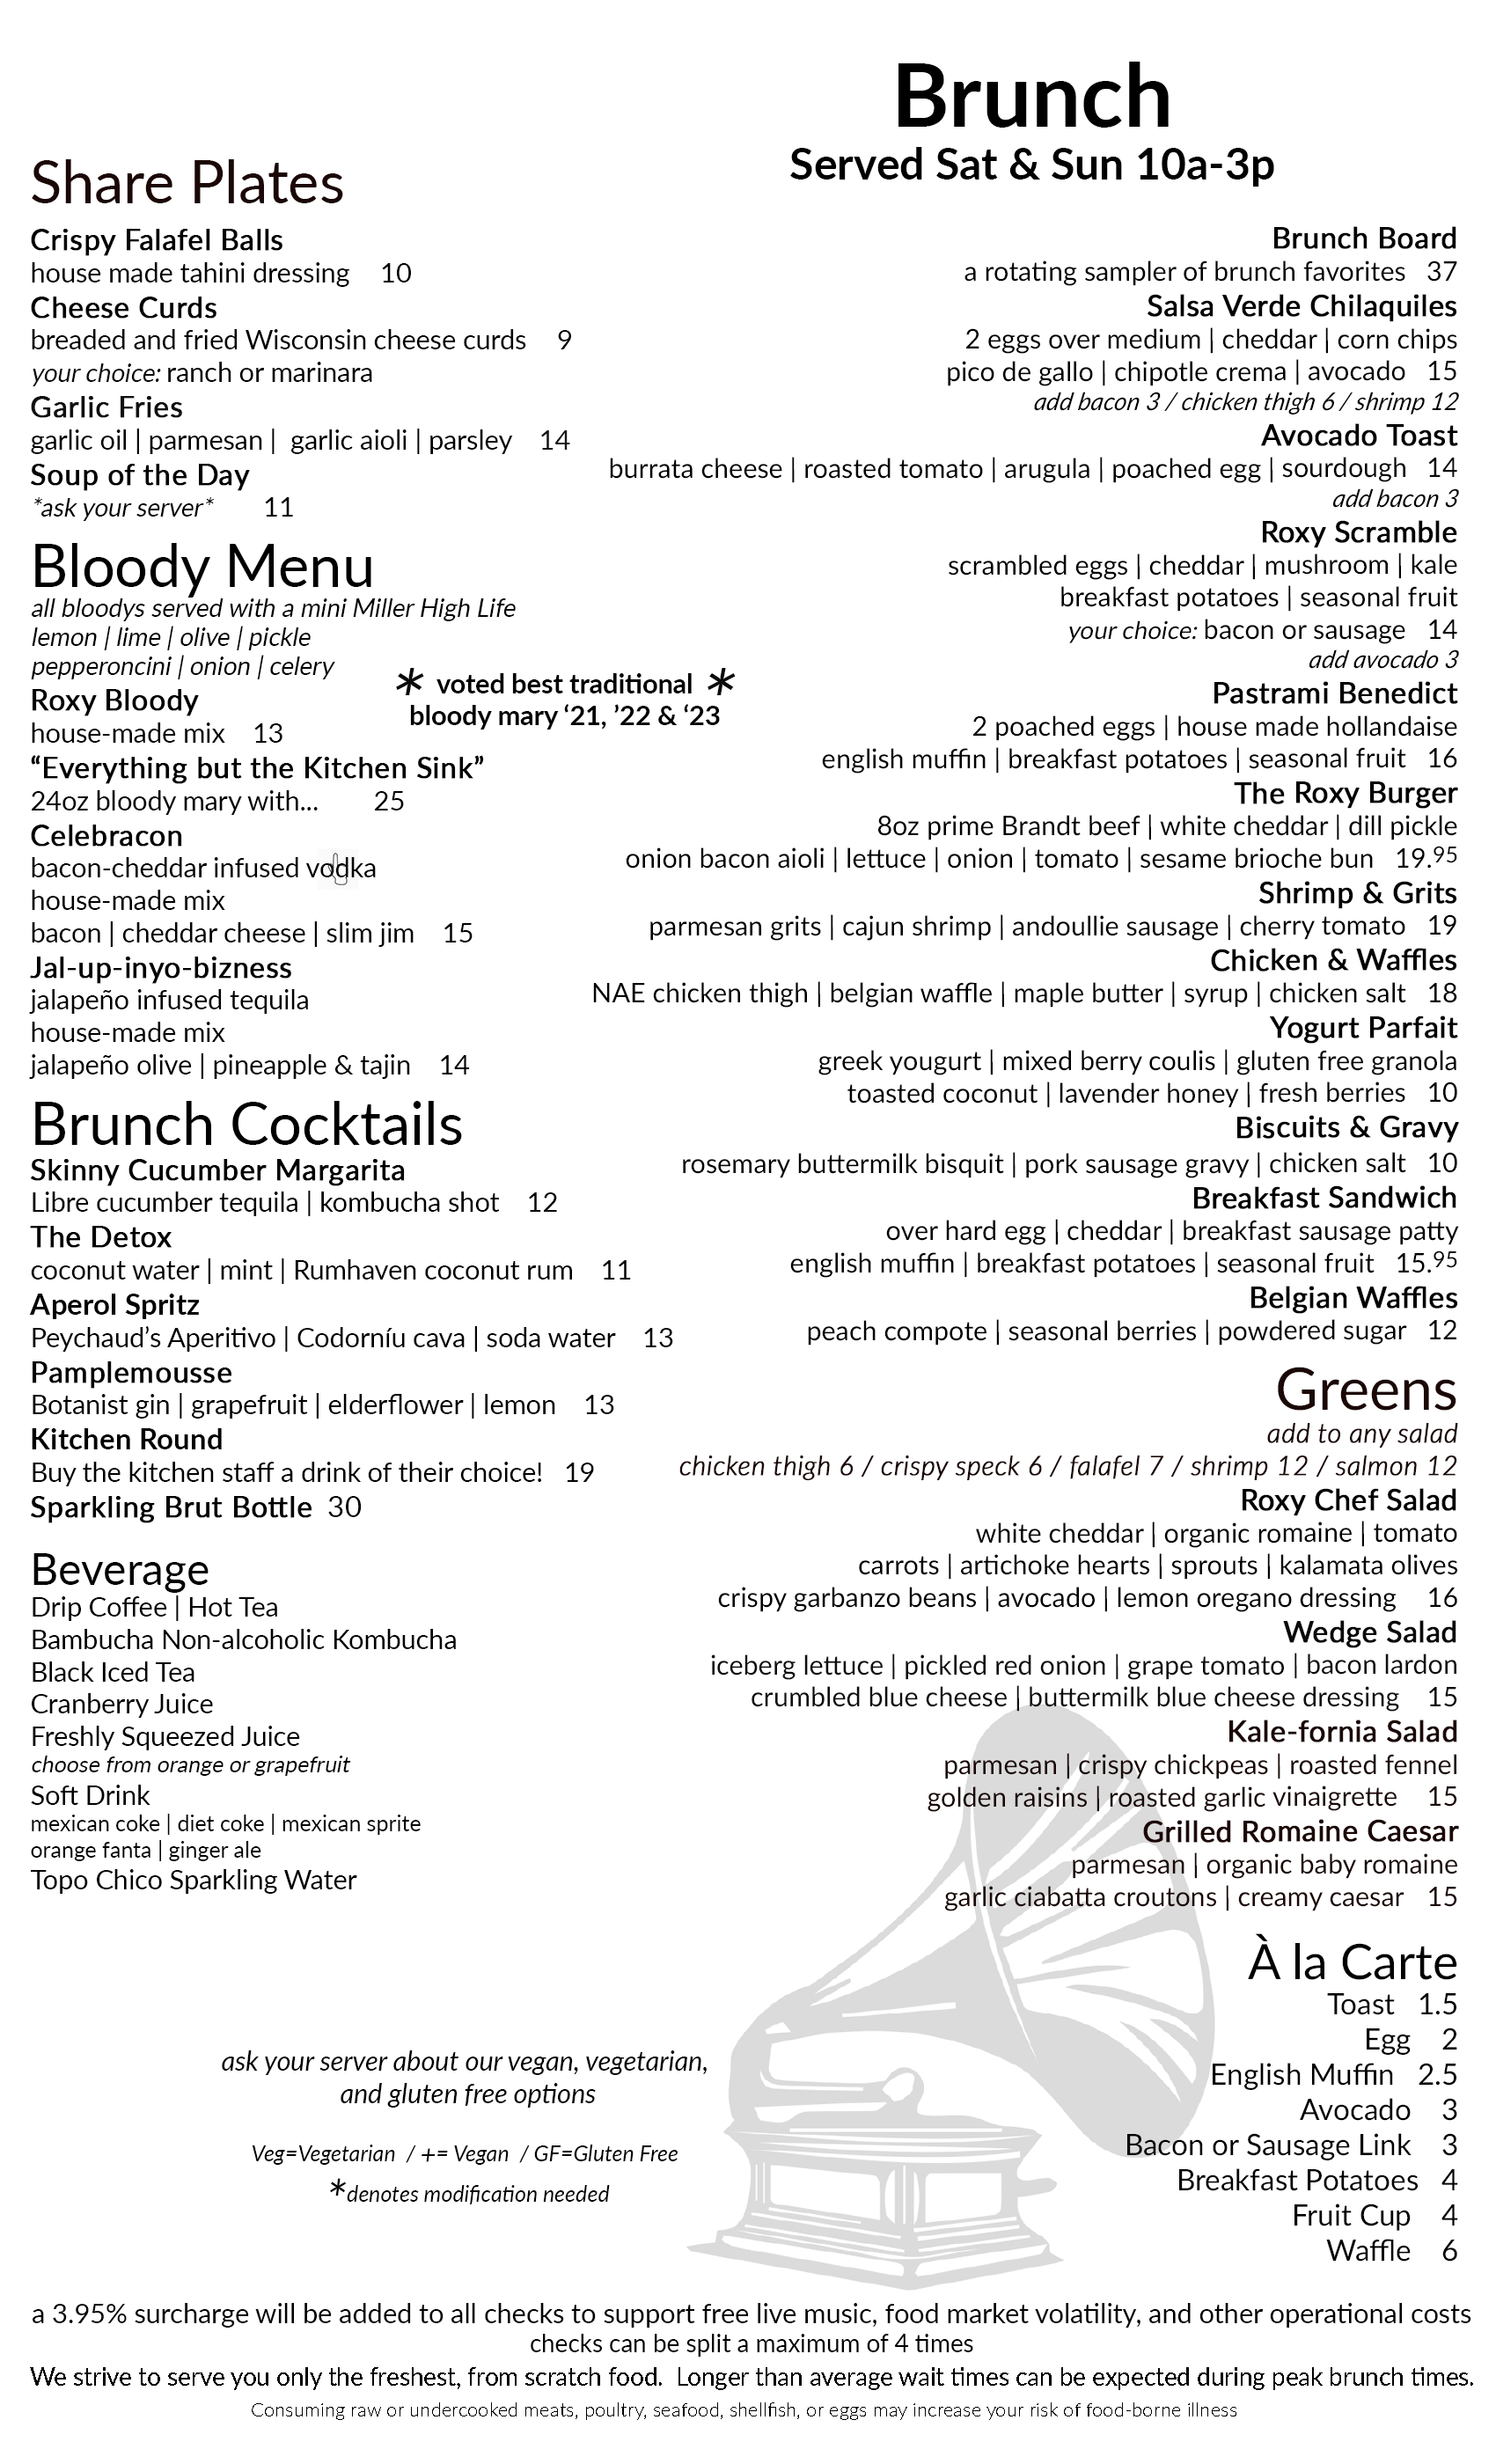 Brunch
Served Sat & Sun 10a-3p
Share Plates
Crispy Falafel Balls
house made tahini dressing 10
Cheese Curds
breaded and fried Wisconsin cheese curds 9
your choice: ranch or marinara
Garlic Fries
garlic oil | parmesan | garlic aioli | parsley 14
Soup of the Day
*ask your server* 11
Bloody Menu
all bloodys served with a mini Miller High Life
lemon | lime | olive | pickle
pepperoncini | onion | celery
* voted best traditional *
bloody mary ‘21, ’22 & ‘23
Roxy Bloody
house-made mix 13
“Everything but the Kitchen Sink”
24oz bloody mary with... 25
Celebracon
bacon-cheddar infused vodka
house-made mix
bacon | cheddar cheese | slim jim 15
Jal-up-inyo-bizness
jalapeño infused tequila
house-made mix
jalapeño olive | pineapple & tajin 14
Brunch Cocktails
Skinny Cucumber Margarita
Libre cucumber tequila | kombucha shot 12
The Detox
coconut water | mint | Rumhaven coconut rum 11
Aperol Spritz
Peychaud’s Aperitivo | Codorníu cava | soda water 13
Pamplemousse
Botanist gin | grapefruit | elderflower | lemon 13
Kitchen Round
Buy the kitchen staff a drink of their choice! 19
Sparkling Brut Bottle 30
Beverage
Drip Coffee | Hot Tea
Bambucha Non-alcoholic Kombucha
Black Iced Tea
Cranberry Juice
Freshly Squeezed Juice
choose from orange or grapefruit
Soft Drink
mexican coke | diet coke | mexican sprite
orange fanta | ginger ale
Topo Chico Sparkling Water
Brunch Board
a rotating sampler of brunch favorites 37
Salsa Verde Chilaquiles
2 eggs over medium | cheddar | corn chips
pico de gallo | chipotle crema | avocado 15
add bacon 3 / chicken thigh 6 / shrimp 12
Avocado Toast
burrata cheese | roasted tomato | arugula | poached egg | sourdough 14
add bacon 3
Roxy Scramble
scrambled eggs | cheddar | mushroom | kale
breakfast potatoes | seasonal fruit
your choice: bacon or sausage 14
add avocado 3
Pastrami Benedict
2 poached eggs | house made hollandaise
english muffin | breakfast potatoes | seasonal fruit 16
The Roxy Burger
8oz prime Brandt beef | white cheddar | dill pickle
onion bacon aioli | lettuce | onion | tomato | sesame brioche bun 19.95
Shrimp & Grits
parmesan grits | cajun shrimp | andoullie sausage | cherry tomato 19
Chicken & Waffles
NAE chicken thigh | belgian waffle | maple butter | syrup | chicken salt 18
Yogurt Parfait
greek yougurt | mixed berry coulis | gluten free granola
toasted coconut | lavender honey | fresh berries 10
Biscuits & Gravy
rosemary buttermilk bisquit | pork sausage gravy | chicken salt 10
Breakfast Sandwich
over hard egg | cheddar | breakfast sausage patty
english muffin | breakfast potatoes | seasonal fruit 15.95
Belgian Waffles
peach compote | seasonal berries | powdered sugar 12
Greens
add to any salad
chicken thigh 6 / crispy speck 6 / falafel 7 / shrimp 12 / salmon 12
Roxy Chef Salad
white cheddar | organic romaine | tomato
carrots | artichoke hearts | sprouts | kalamata olives
crispy garbanzo beans | avocado | lemon oregano dressing 16
Wedge Salad
iceberg lettuce | pickled red onion | grape tomato | bacon lardon
crumbled blue cheese | buttermilk blue cheese dressing 15
Kale-fornia Salad
parmesan | crispy chickpeas | roasted fennel
golden raisins | roasted garlic vinaigrette 15
Grilled Romaine Caesar
parmesan | organic baby romaine
garlic ciabatta croutons | creamy caesar 15
À la Carte
Toast 1.5
Egg 2
English Muffin 2.5
Avocado 3
Bacon or Sausage Link 3
Breakfast Potatoes 4
Fruit Cup 4
Waffle 6
ask your server about our vegan, vegetarian,
and gluten free options
Veg=Vegetarian / += Vegan / GF=Gluten Free
*denotes modification needed
a 3.95% surcharge will be added to all checks to support free live music, food market volatility, and other operational costs
checks can be split a maximum of 4 times
We strive to serve you only the freshest, from scratch food. Longer than average wait times can be expected during peak brunch times.
Consuming raw or undercooked meats, poultry, seafood, shellfish, or eggs may increase your risk of food-borne illness